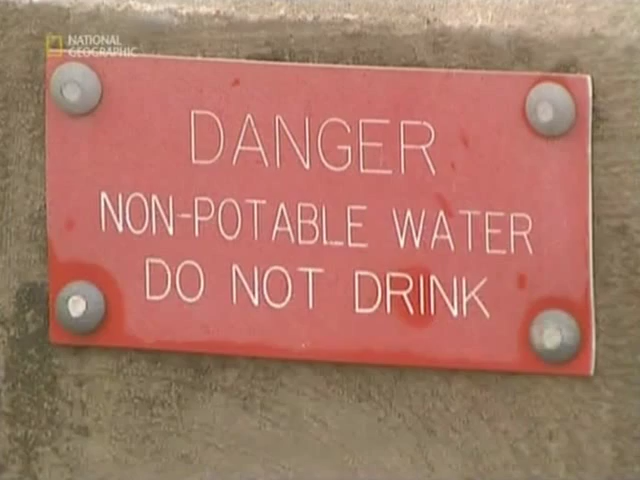 NATIONAL
GEOGRAPHIC
DANGER
NON-POTABLE WATER
DO NOT DRINK